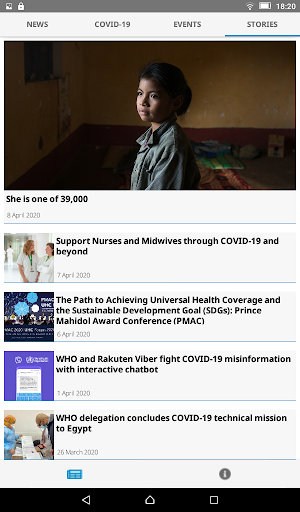 18:20
NEWS COVID-19 EVENTS STORIES
She is one of 39,000
8 April 2020
Support Nurses and Midwives through COVID-19 and
beyond
7 April 2020
The Path to Achieving Universal Health Coverage and
the Sustainable Development Goal (SDGs): Prince
Mahidol Award Conference (PMAC)
6 April 2020
WHO and Rakuten Viber fight COVID-19 misinformation
with interactive chatbot
1 April 2020
WHO delegation concludes COVID-19 technical mission
to Egypt
26 March 2020